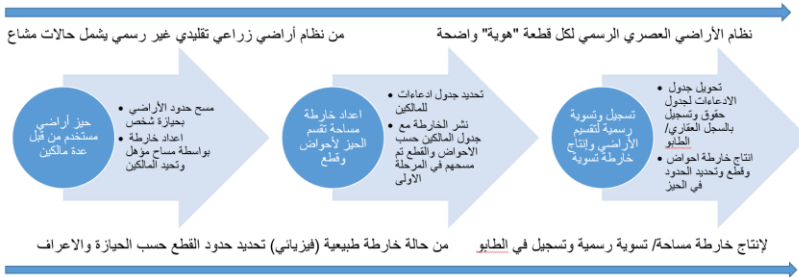 من نظام أراضي زراعي تقليدي غير رسمي يشمل حالات مشاع
نظام الأراضي العصري الرسمي لكل قطعة "هوية" واضحة
حيز أراضي
مستخدم من قبل
عدة مالكين
• مسح حدود الأراضي
بحيازة شخص
• اعداد خارطة
بواسطة مساح مؤهل
وتحيد المالكين
اعداد خارطة
مساحة تقسم
الحيز لأحواض
وقطع
• تحديد جدول ادعاءات
للمالكين
• نشر الخارطة مع
جدول المالكين حسب
الاحواض والقطع تم
مسحهم في المرحلة
الاولى
تسجيل وتسوية
رسمية لتقسيم
الأراضي وإنتاج
خارطة تسوية
• تحويل جدول
الادعاءات لجدول
حقوق وتسجيل
بالسجل العقاري/
الطابو
• انتاج خارطة احواض
وقطع وتحديد الحدود
في الحيز
من حالة خارطة طبيعية (فيزيائي) تحديد حدود القطع حسب الحيازة والاعراف
لإنتاج خارطة مساحة/ تسوية رسمية وتسجيل في الطابو